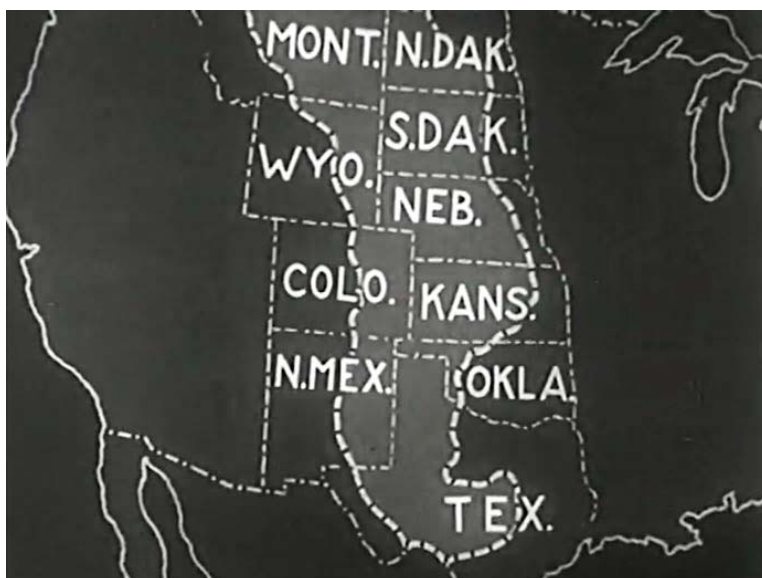 MONT. N.DAK.
S.DAK.
WYO.
NEB.
COLO.
KANS.
N.MEX.
OKLA.
TEX.